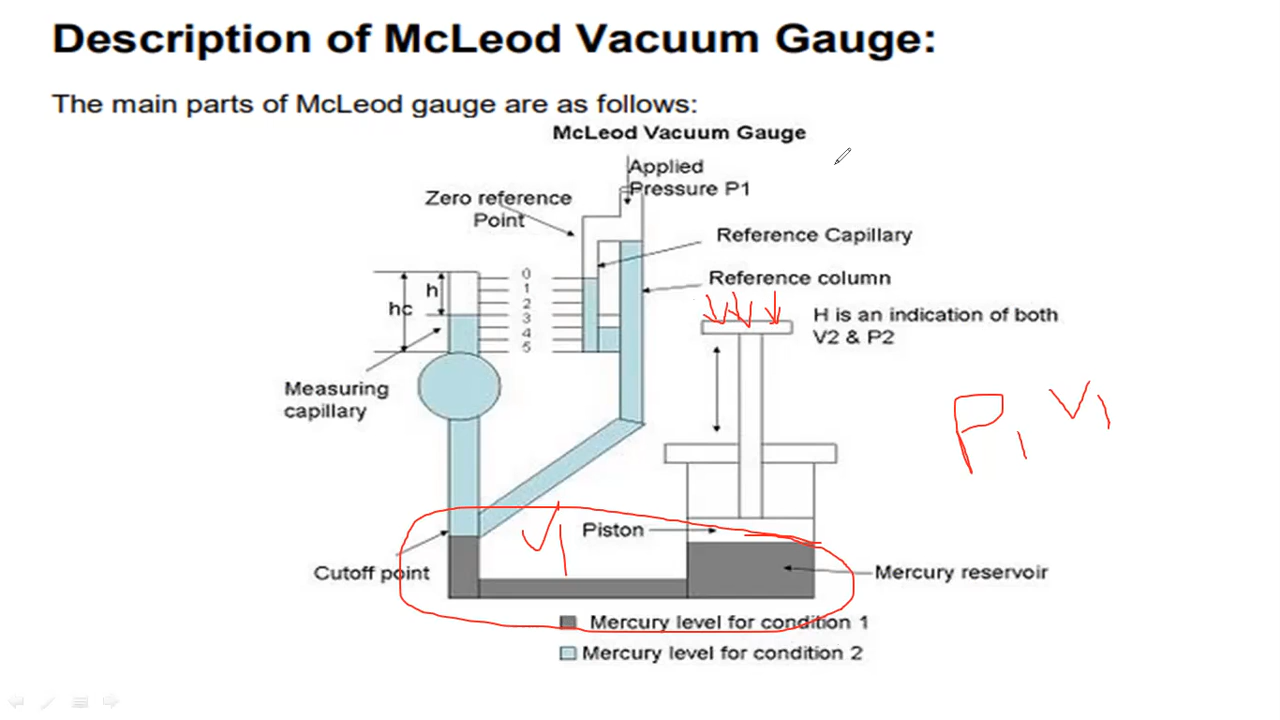 Description of McLeod Vacuum Gauge:
The main parts of McLeod gauge are as follows:
McLeod Vacuum Gauge
Applied
Pressure P1
Zero reference
Point
Reference Capillary
Reference column
0
1
2
3
4
5
h
hc
H is an indication of both
V2 & P2
Measuring
capillary
P1 V1
V1
Piston
Cutoff point
Mercury reservoir
Mercury level for condition 1
Mercury level for condition 2